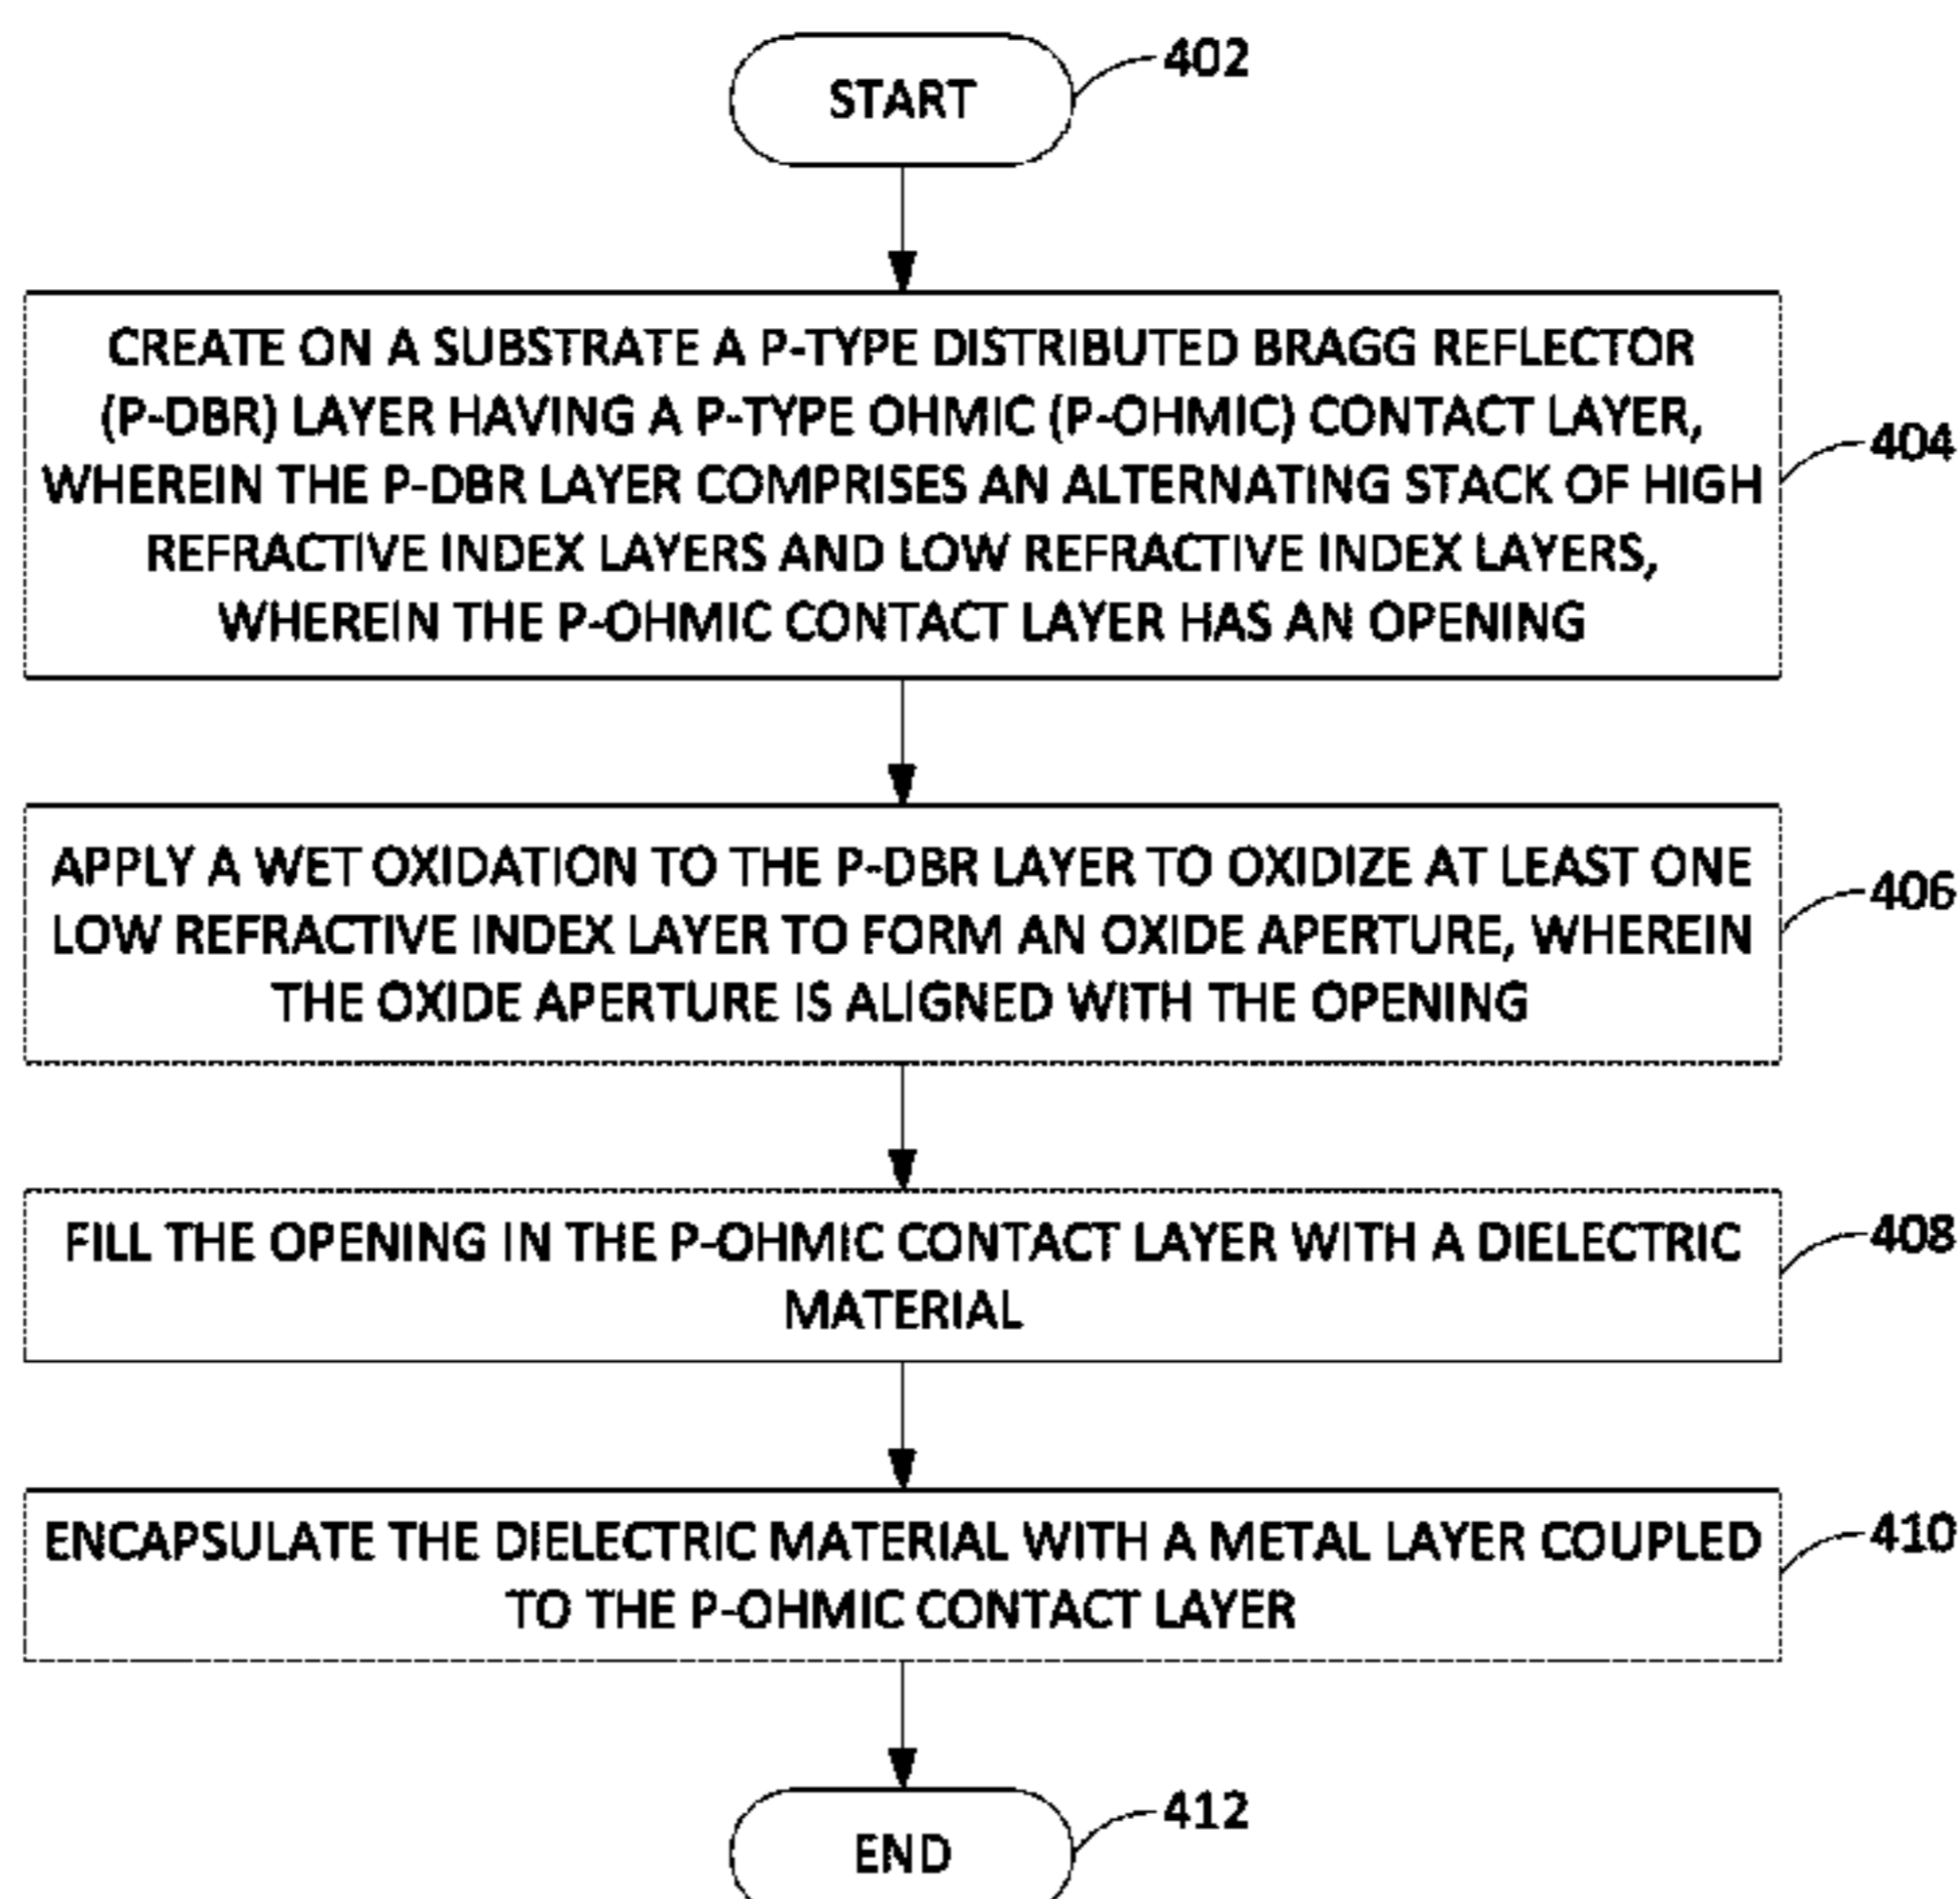 START
402
CREATE ON A SUBSTRATE A P-TYPE DISTRIBUTED BRAGG REFLECTOR
(P-DBR) LAYER HAVING A P-TYPE OHMIC (P-OHMIC) CONTACT LAYER,
WHEREIN THE P-DBR LAYER COMPRISES AN ALTERNATING STACK OF HIGH
REFRACTIVE INDEX LAYERS AND LOW REFRACTIVE INDEX LAYERS,
WHEREIN THE P-OHMIC CONTACT LAYER HAS AN OPENING
404
APPLY A WET OXIDATION TO THE P-DBR LAYER TO OXIDIZE AT LEAST ONE
LOW REFRACTIVE INDEX LAYER TO FORM AN OXIDE APERTURE, WHEREIN
THE OXIDE APERTURE IS ALIGNED WITH THE OPENING
406
FILL THE OPENING IN THE P-OHMIC CONTACT LAYER WITH A DIELECTRIC
MATERIAL
408
ENCAPSULATE THE DIELECTRIC MATERIAL WITH A METAL LAYER COUPLED
TO THE P-OHMIC CONTACT LAYER
410
END
412